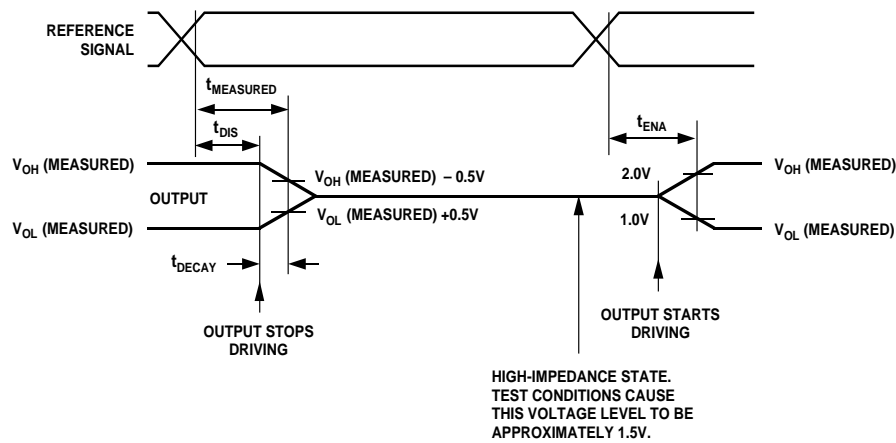 REFERENCE
SIGNAL
tMEASURED
tDIS
tENA
VOH (MEASURED)
VOH (MEASURED) – 0.5V
2.0V
VOH (MEASURED)
OUTPUT
VOL (MEASURED)
VOL (MEASURED) +0.5V
1.0V
VOL (MEASURED)
tDECAY
OUTPUT STOPS
DRIVING
OUTPUT STARTS
DRIVING
HIGH-IMPEDANCE STATE.
TEST CONDITIONS CAUSE
THIS VOLTAGE LEVEL TO BE
APPROXIMATELY 1.5V.